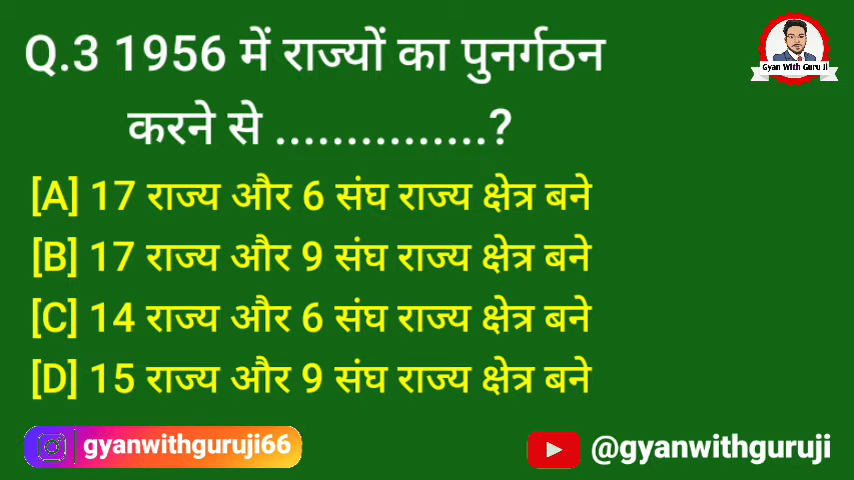 Q.3 1956 में राज्यों का पुनर्गठन
Gyan With Guru Ji
करने से ...............?
[A] 17 राज्य और 6 संघ राज्य क्षेत्र बने
[B] 17 राज्य और 9 संघ राज्य क्षेत्र बने
[C] 14 राज्य और 6 संघ राज्य क्षेत्र बने
[D] 15 राज्य और 9 संघ राज्य क्षेत्र बने
gyanwithguruji66
@gyanwithguruji